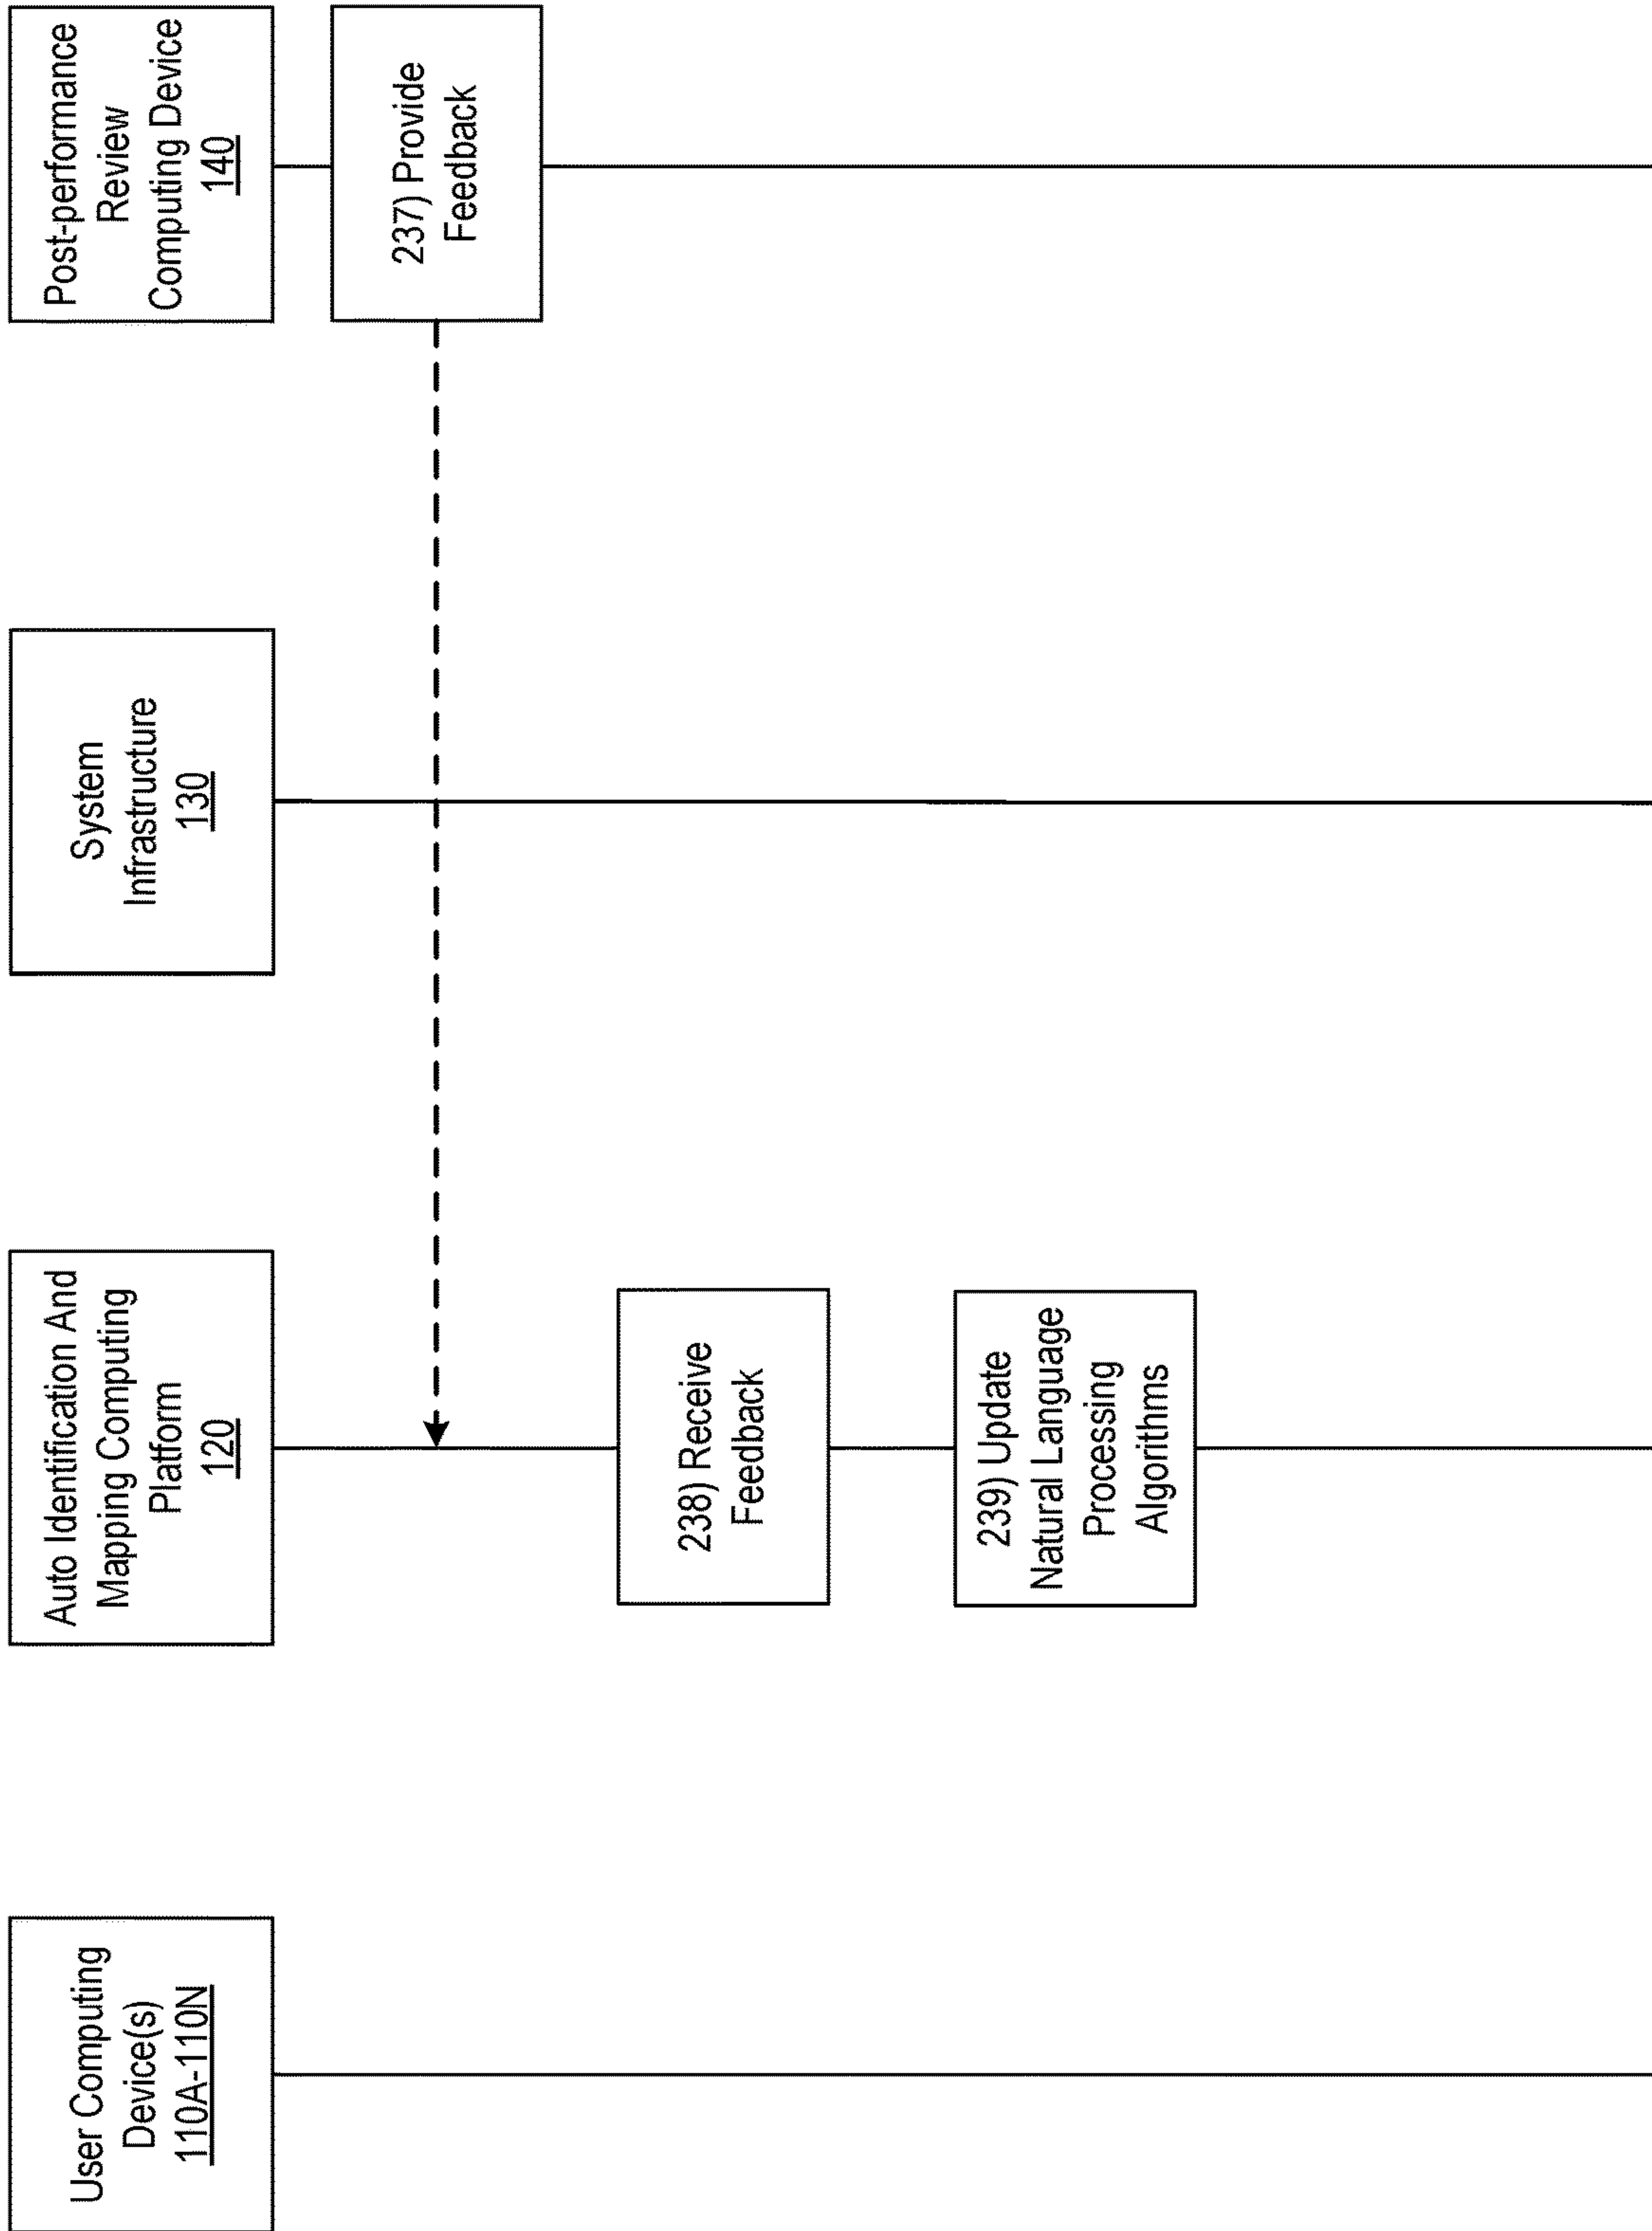 User Computing
Device(s)
110A-110N
Auto Identification And
Mapping Computing
Platform
120
System
Infrastructure
130
Post-performance
Review
Computing Device
140
237) Provide
Feedback
238) Receive
Feedback
239) Update
Natural Language
Processing
Algorithms